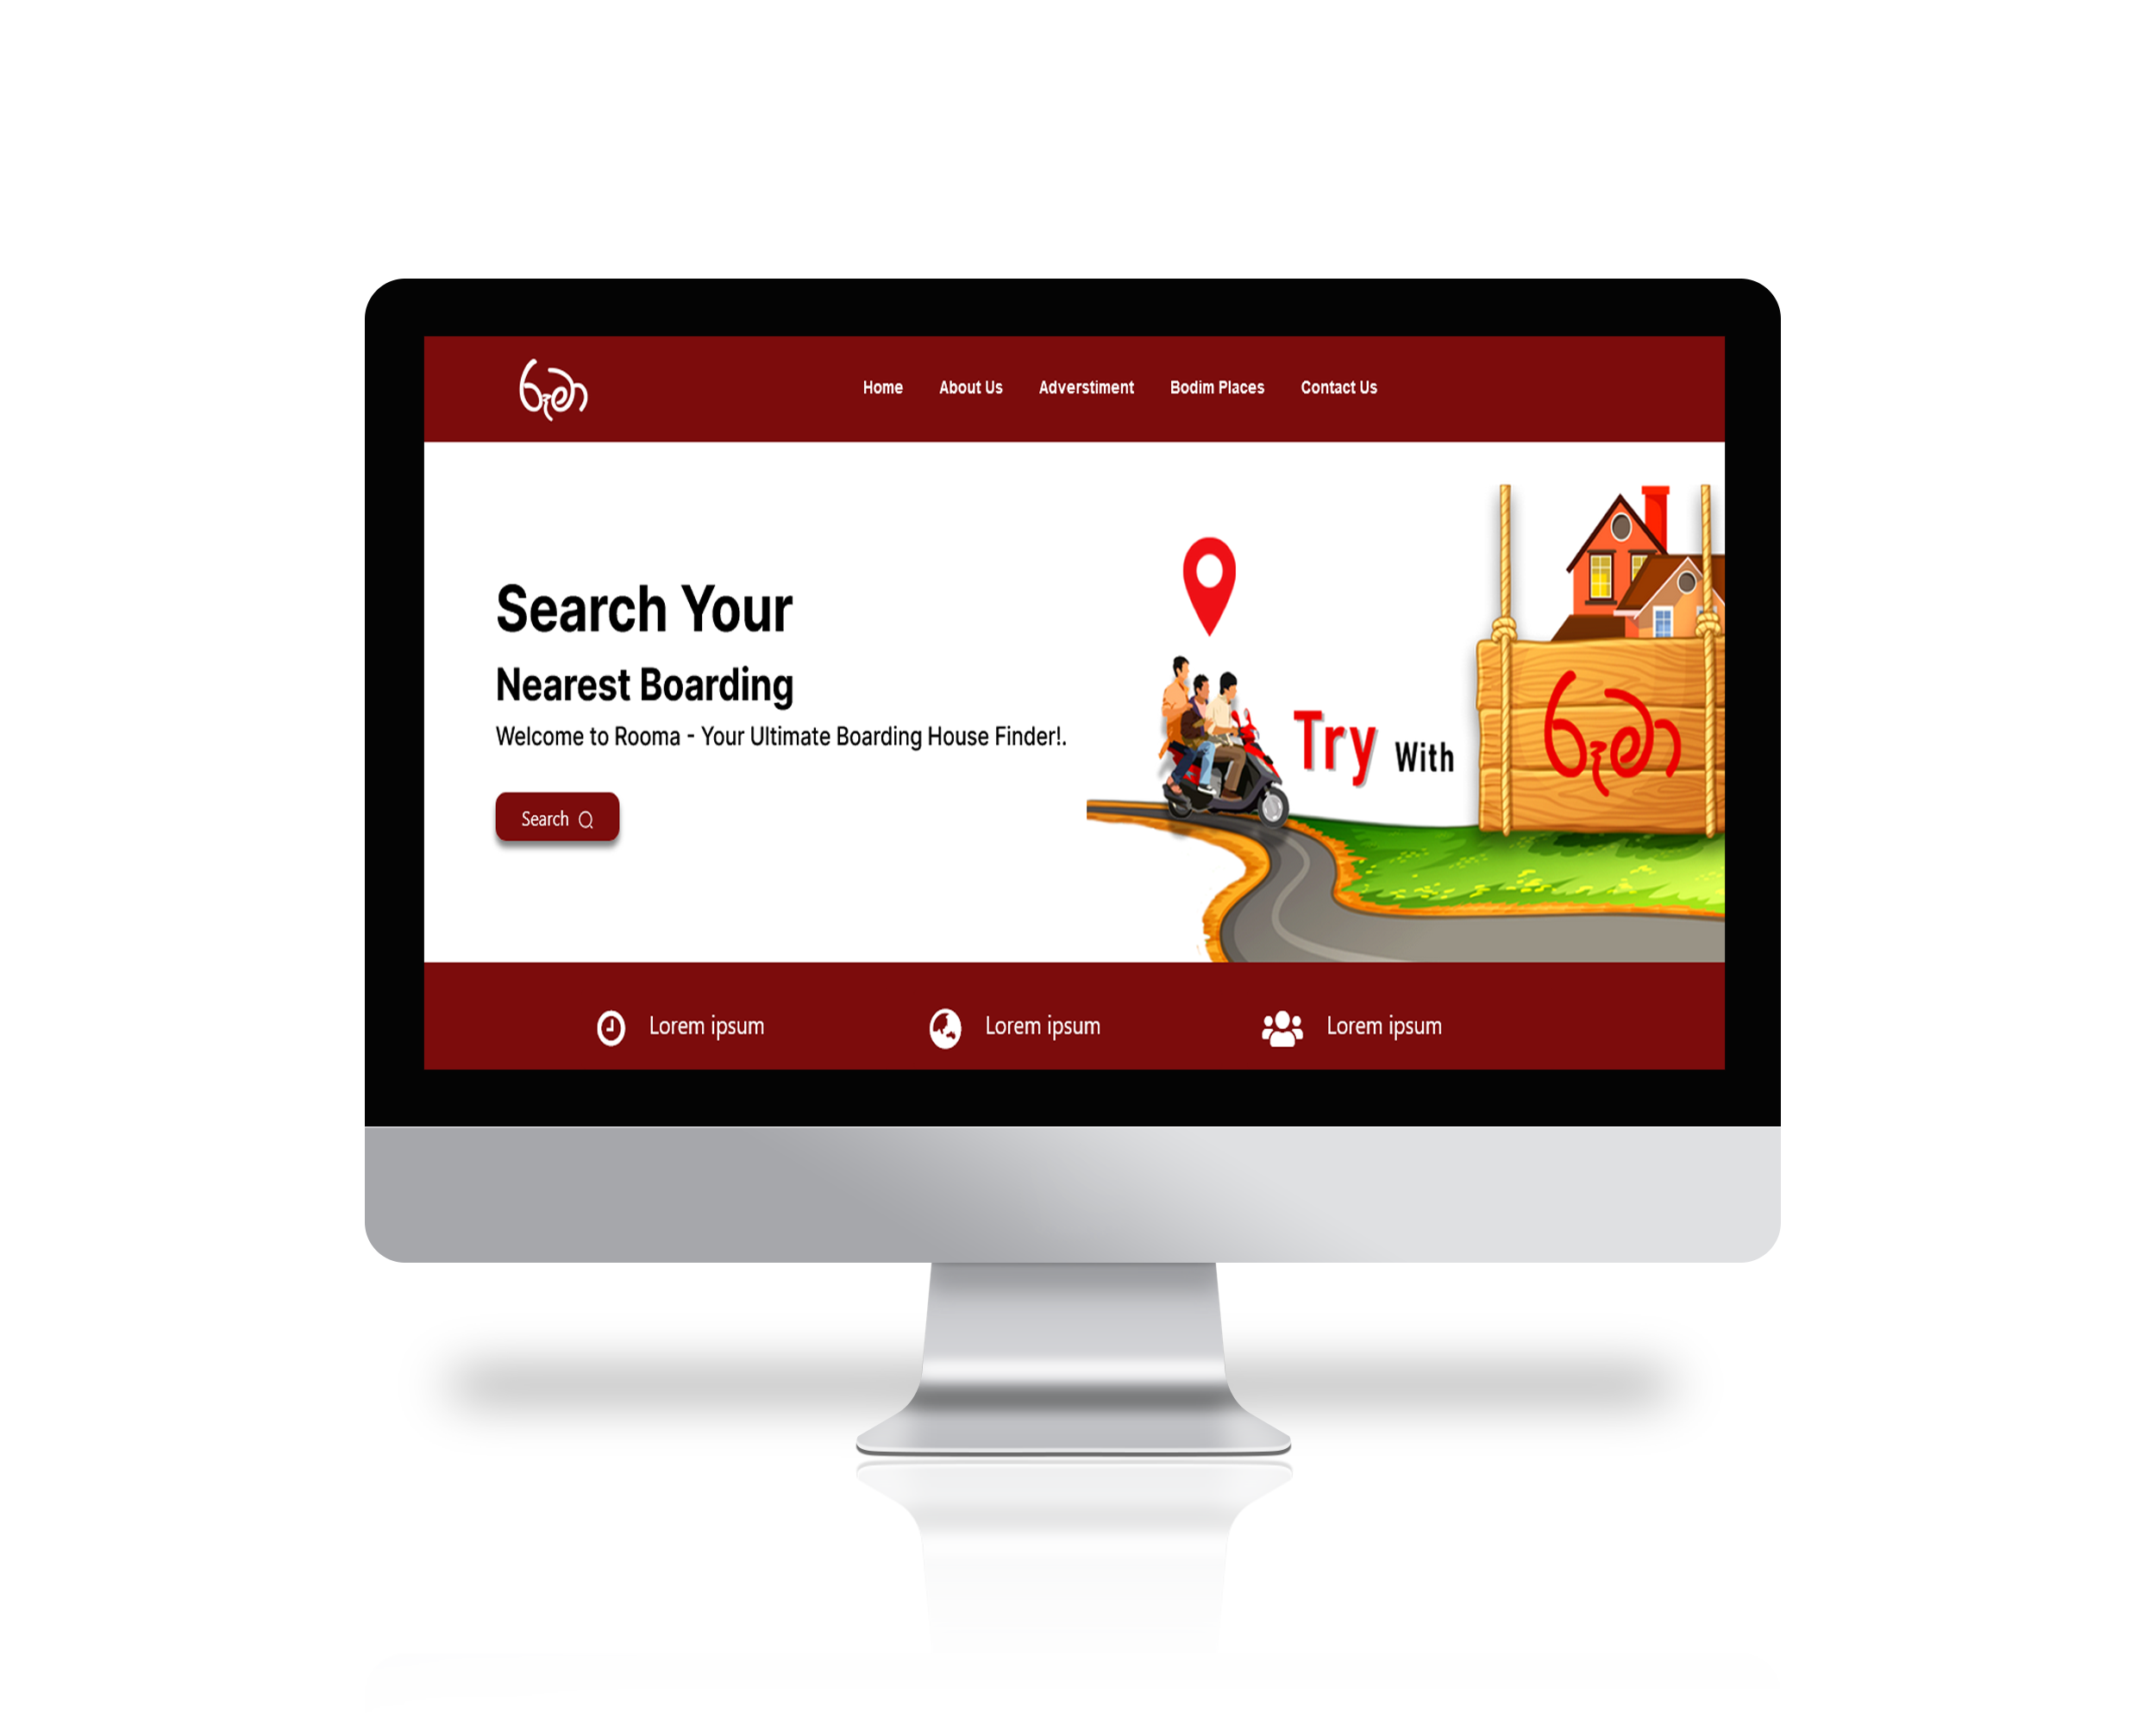 රූමා
Home About Us Adverstiment Bodim Places Contact Us
Search Your
Nearest Boarding
Welcome to Rooma - Your Ultimate Boarding House Finder!.
Search
Try With රූමා
Lorem ipsum Lorem ipsum Lorem ipsum